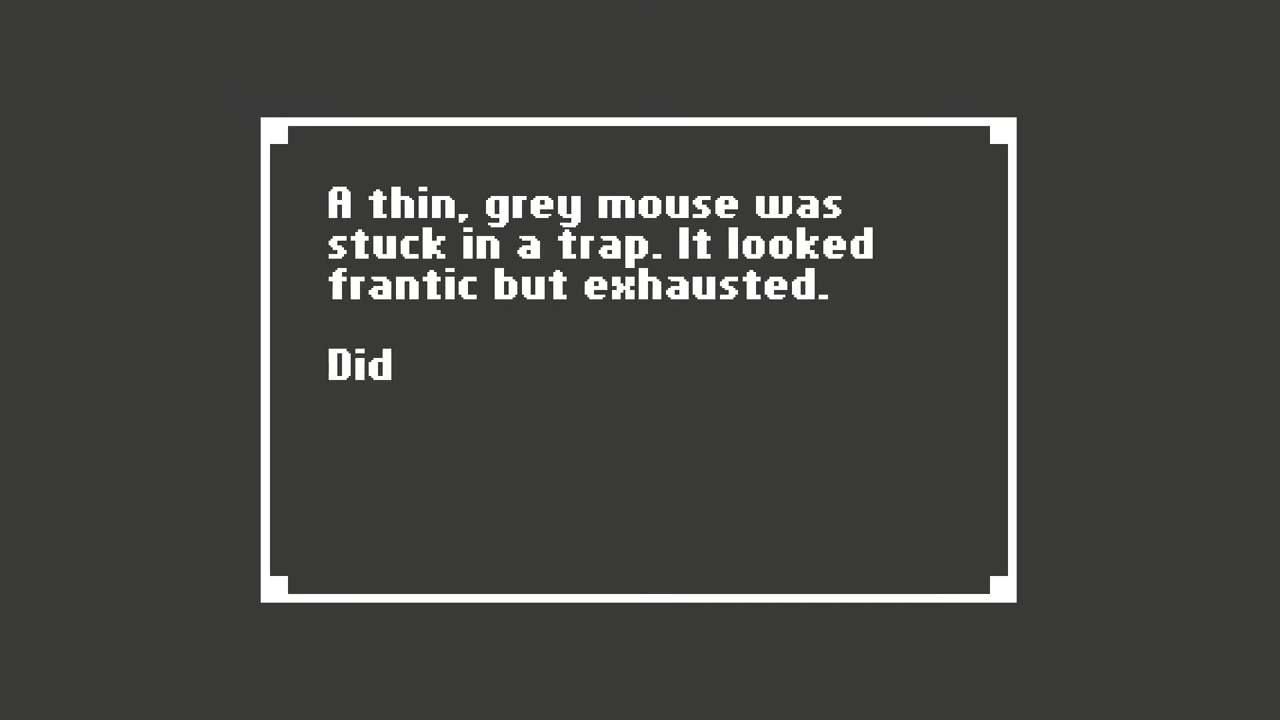 A thin, grey mouse was
stuck in a trap. It looked
frantic but exhausted.
Did